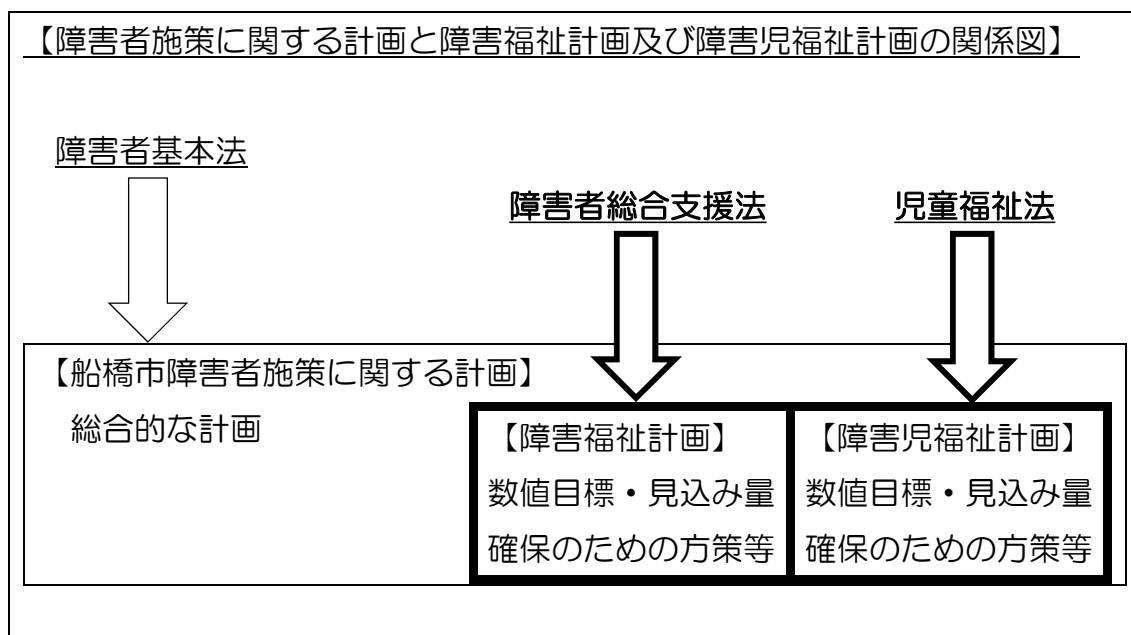 【障害者施策に関する計画と障害福祉計画及び障害児福祉計画の関係図】
障害者基本法
障害者総合支援法
児童福祉法
【船橋市障害者施策に関する計画】
総合的な計画
【障害福祉計画】
数値目標・見込み量
確保のための方策等
【障害児福祉計画】
数値目標・見込み量
確保のための方策等